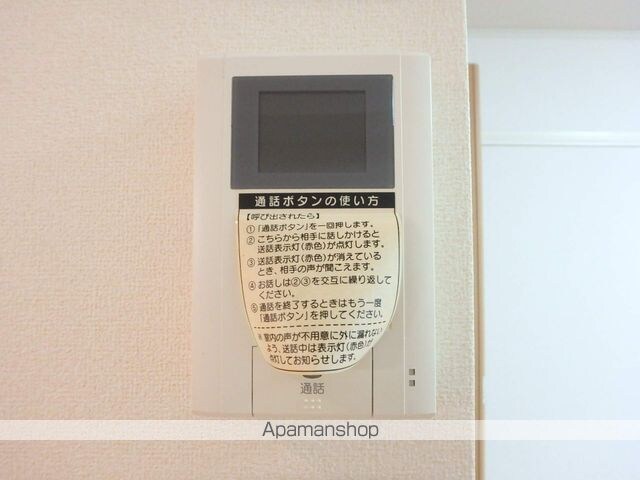 通話ボタンの使い方
【呼び出されたら】
①「通話ボタン」を一回押します。
②こちらから相手に話しかけると
送話表示灯(赤色)が点灯します。
③送話表示灯(赤色)が消えている
とき、相手の声が聞こえます。
④お話しは②③を交互に繰り返して
ください。
⑤通話を終了するときはもう一度
「通話ボタン」を押してください。
※室内の声が不用意に外に漏れない
よう、送話中は表示灯(赤色)が
点灯してお知らせします。
通話
Apamanshop